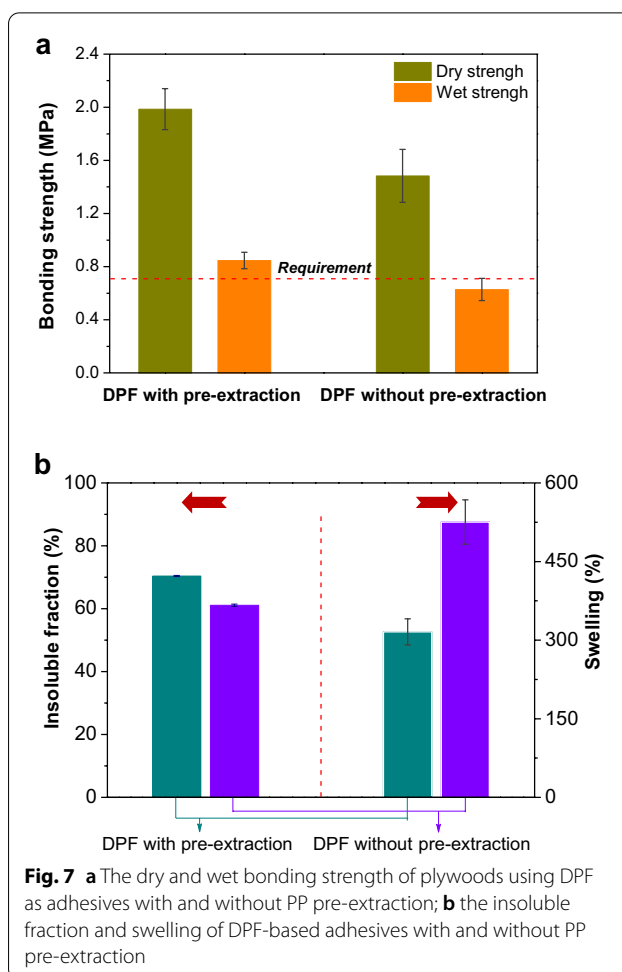 a
2.4
2.0
1.6
1.2
0.8
0.4
0.0
Bonding strength (MPa)
Dry strengh
Wet strengh
Requirement
DPF with pre-extraction DPF without pre-extraction
b
100
80
60
40
20
0
Insoluble fraction (%)
600
450
300
150
0
Swelling (%)
DPF with pre-extraction DPF without pre-extraction
Fig. 7 a The dry and wet bonding strength of plywoods using DPF
as adhesives with and without PP pre-extraction; b the insoluble
fraction and swelling of DPF-based adhesives with and without PP
pre-extraction